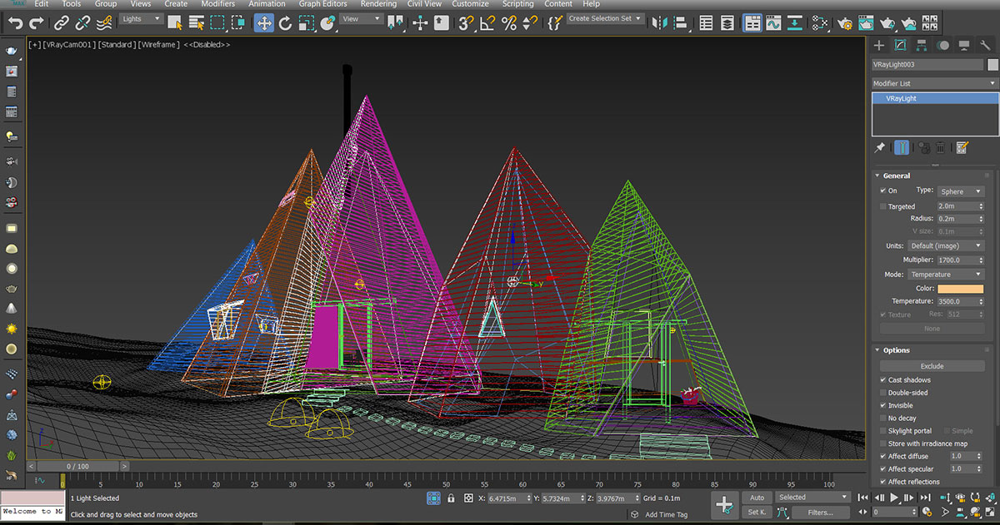 Edit Tools Group Views Create Modifiers Animation Graph Editors Rendering Civil View Customize Scripting Content Help
Lights View Create Selection Set
[+] [VRayCam001] [Standard] [Wireframe] <<Disabled>>
VRayLight003
Modifier List
VRayLight
General
On Type: Sphere
Targeted 2.0m
Radius: 0.2m
V size: 0.1m
Units: Default (image)
Multiplier: 1700.0
Mode: Temperature
Color:
Temperature: 3500.0
Texture Res: 512
None
Options
Exclude
Cast shadows
Double-sided
Invisible
No decay
Skylight portal Simple
Store with irradiance map
Affect diffuse 1.0
Affect specular 1.0
Affect reflections
y
z
< 0 / 100 >
0 5 10 15 20 25 30 35 40 45 50 55 60 65 70 75 80 85 90 95 100
1 Light Selected X: 6.4715m Y: 5.7324m Z: 3.9767m Grid = 0.1m Auto Selected
Welcome to MA Click and drag to select and move objects Add Time Tag Set K. Filters... 0